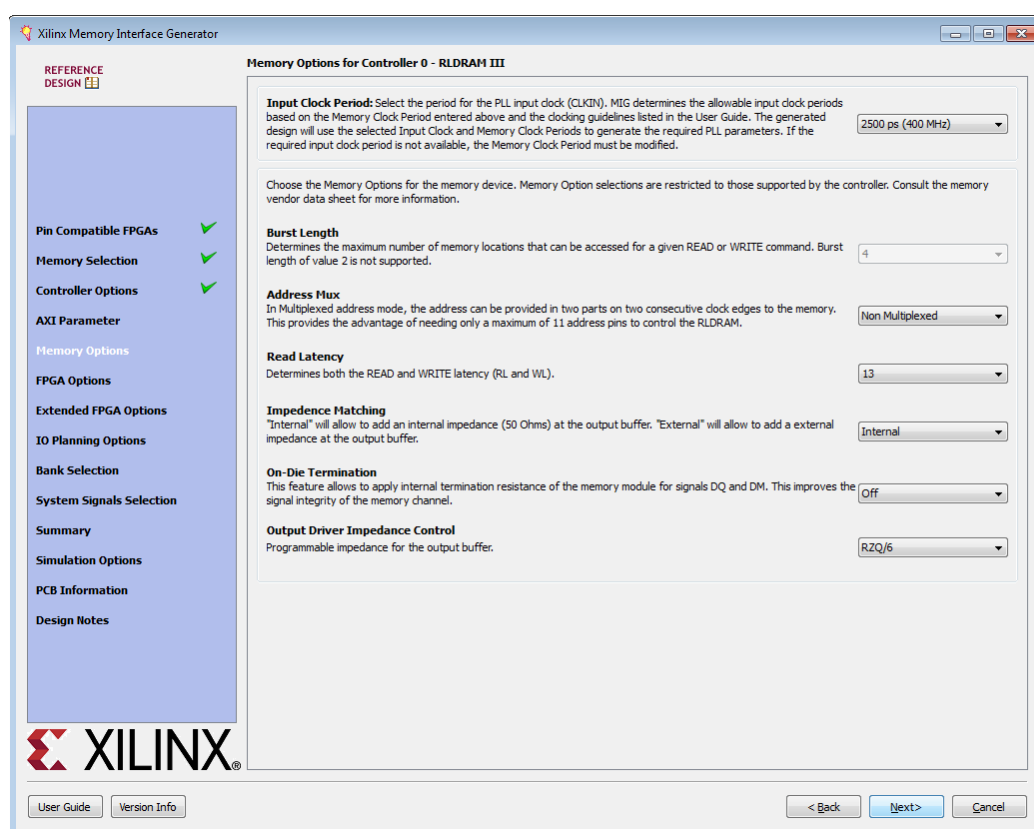 Xilinx Memory Interface Generator
REFERENCE
DESIGN
Pin Compatible FPGAs
Memory Selection
Controller Options
AXI Parameter
Memory Options
FPGA Options
Extended FPGA Options
IO Planning Options
Bank Selection
System Signals Selection
Summary
Simulation Options
PCB Information
Design Notes
XILINX®
Memory Options for Controller 0 - RLDRAM III
Input Clock Period: Select the period for the PLL input clock (CLKIN). MIG determines the allowable input clock periods
based on the Memory Clock Period entered above and the clocking guidelines listed in the User Guide. The generated
design will use the selected Input Clock and Memory Clock Periods to generate the required PLL parameters. If the
required input clock period is not available, the Memory Clock Period must be modified.
2500 ps (400 MHz)
Choose the Memory Options for the memory device. Memory Option selections are restricted to those supported by the controller. Consult the memory
vendor data sheet for more information.
Burst Length
Determines the maximum number of memory locations that can be accessed for a given READ or WRITE command. Burst
length of value 2 is not supported.
4
Address Mux
In Multiplexed address mode, the address can be provided in two parts on two consecutive clock edges to the memory.
This provides the advantage of needing only a maximum of 11 address pins to control the RLDRAM.
Non Multiplexed
Read Latency
Determines both the READ and WRITE latency (RL and WL).
13
Impedence Matching
"Internal" will allow to add an internal impedance (50 Ohms) at the output buffer. "External" will allow to add a external
impedance at the output buffer.
Internal
On-Die Termination
This feature allows to apply internal termination resistance of the memory module for signals DQ and DM. This improves the
signal integrity of the memory channel.
Off
Output Driver Impedance Control
Programmable impedance for the output buffer.
RZQ/6
User Guide
Version Info
< Back
Next>
Cancel